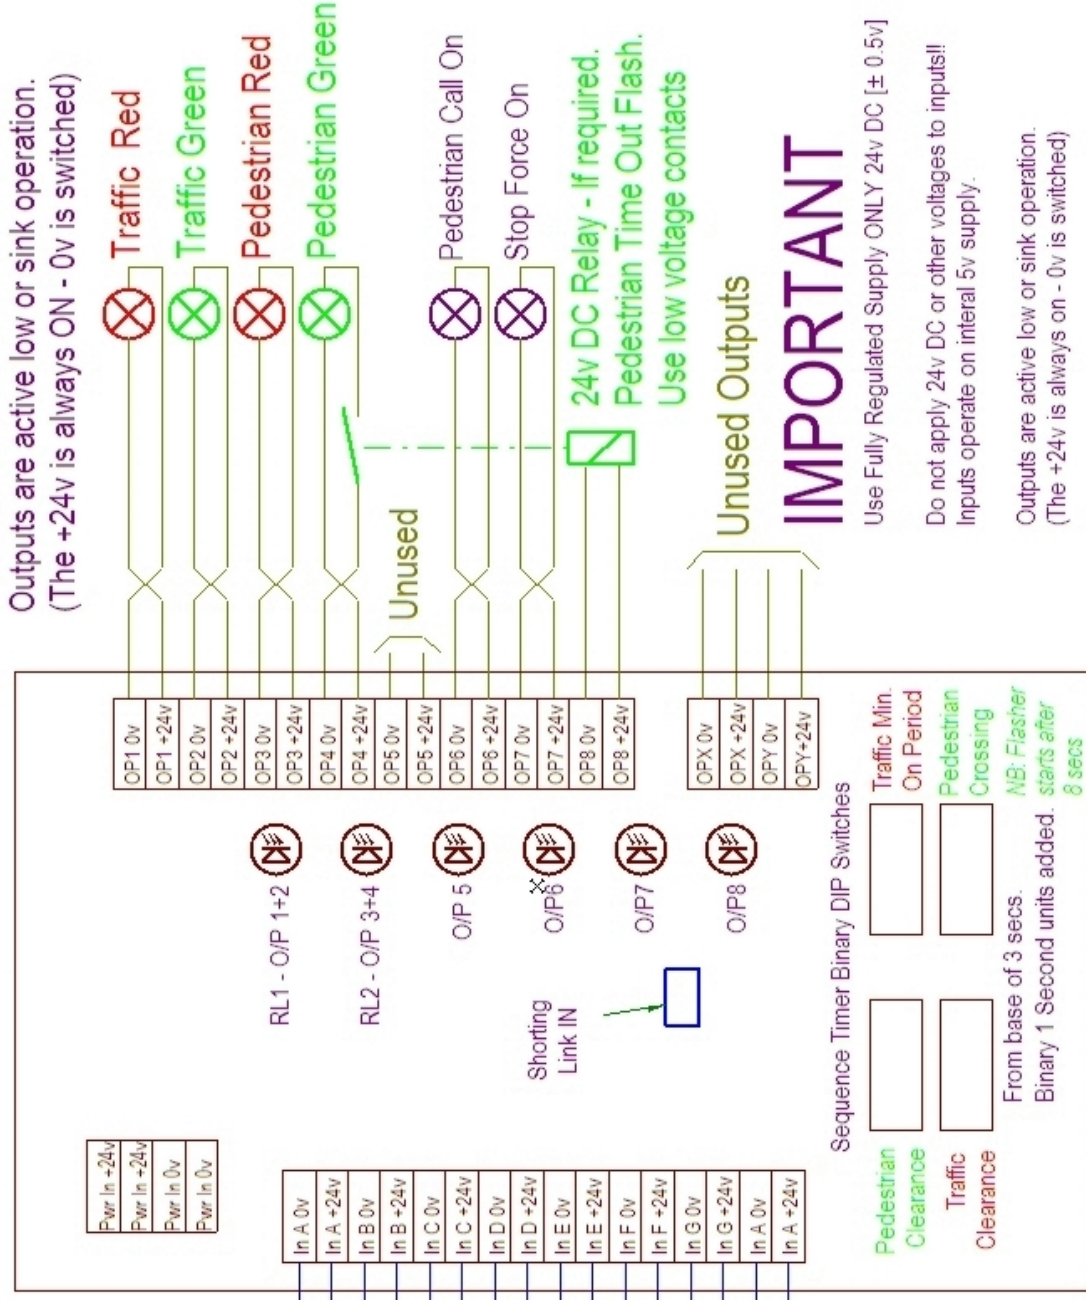 Outputs are active low or sink operation.
(The +24v is always ON - 0v is switched)
Traffic Red
Traffic Green
Pedestrian Red
Pedestrian Green
Pedestrian Call On
Stop Force On
24v DC Relay - If required.
Pedestrian Time Out Flash.
Use low voltage contacts
Unused
Unused Outputs
IMPORTANT
Use Fully Regulated Supply ONLY 24v DC [± 0.5v]
Do not apply 24v DC or other voltages to inputs!!
Inputs operate on interal 5v supply.
Outputs are active low or sink operation.
(The +24v is always on - 0v is switched)
OP1 0v
OP1 +24v
OP2 0v
OP2 +24v
OP3 0v
OP3 +24v
OP4 0v
OP4 +24v
OP5 0v
OP5 +24v
OP6 0v
OP6 +24v
OP7 0v
OP7 +24v
OP8 0v
OP8 +24v
OPX 0v
OPX +24v
OPY 0v
OPY+24v
RL1 - O/P 1+2
RL2 - O/P 3+4
O/P 5
O/P6
O/P7
O/P8
Shorting
Link IN
Sequence Timer Binary DIP Switches
Traffic Min.
On Period
Pedestrian
Crossing
NB: Flasher
starts after
8 secs
Pedestrian
Clearance
Traffic
Clearance
From base of 3 secs.
Binary 1 Second units added.
Pwr In +24v
Pwr In +24v
Pwr In 0v
Pwr In 0v
In A 0v
In A +24v
In B 0v
In B +24v
In C 0v
In C +24v
In D 0v
In D +24v
In E 0v
In E +24v
In F 0v
In F +24v
In G 0v
In G +24v
In A 0v
In A +24v